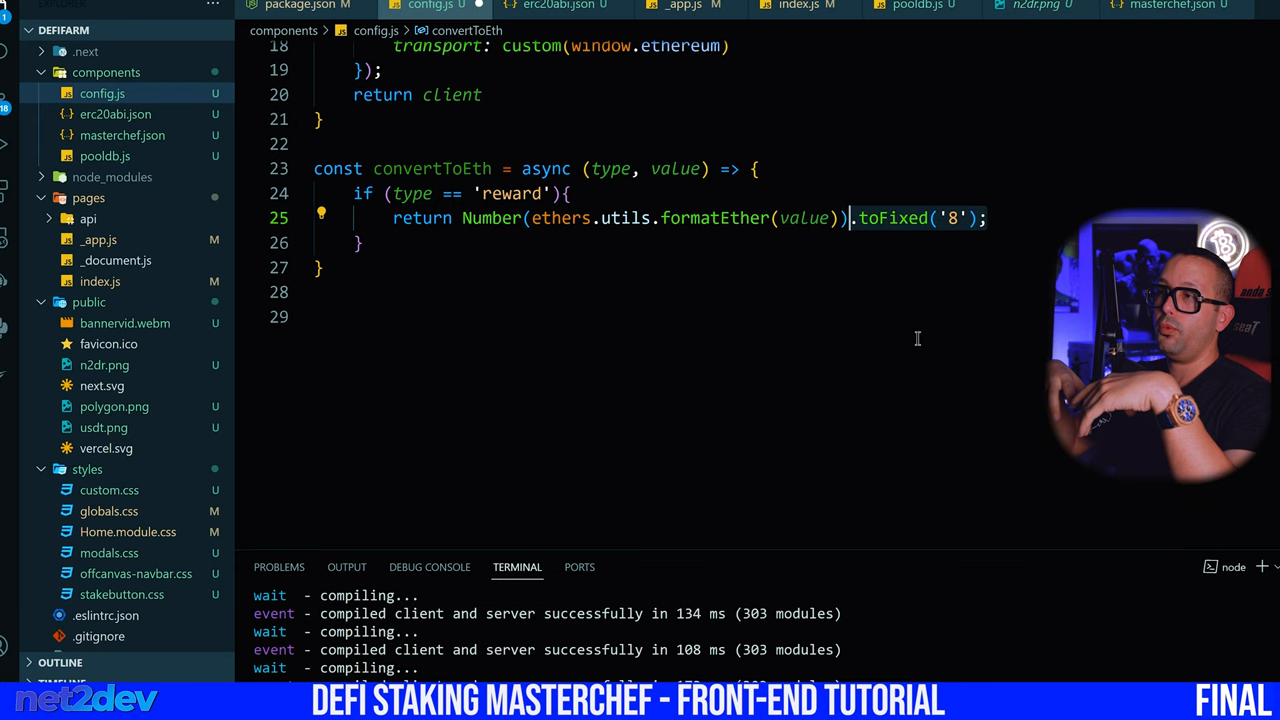 EXPLORER
...
package.json M
config.js U
erc20abi.json U
_app.js M
index.js M
pooldb.js U
n2dr.png U
masterchef.json U
DEFIFARM
.next
components
config.js U
erc20abi.json U
masterchef.json U
pooldb.js U
node_modules
pages
api
_app.js M
_document.js
index.js M
public
bannervid.webm U
favicon.ico
n2dr.png U
next.svg
polygon.png U
usdt.png U
vercel.svg
styles
custom.css U
globals.css M
Home.module.css M
modals.css U
offcanvas-navbar.css U
stakebutton.css U
.eslintrc.json
.gitignore
OUTLINE
18
components > config.js > convertToEth
18 transport: custom(window.ethereum)
19 });
20 return client
21 }
22
23 const convertToEth = async (type, value) => {
24 if (type == 'reward'){
25 return Number(ethers.utils.formatEther(value)).toFixed('8');
26 }
27 }
28
29
anda
seaT
PROBLEMS OUTPUT DEBUG CONSOLE TERMINAL PORTS
node
wait - compiling...
event - compiled client and server successfully in 134 ms (303 modules)
wait - compiling...
event - compiled client and server successfully in 108 ms (303 modules)
wait - compiling...
net2dev DEFI STAKING MASTERCHEF - FRONT-END TUTORIAL FINAL